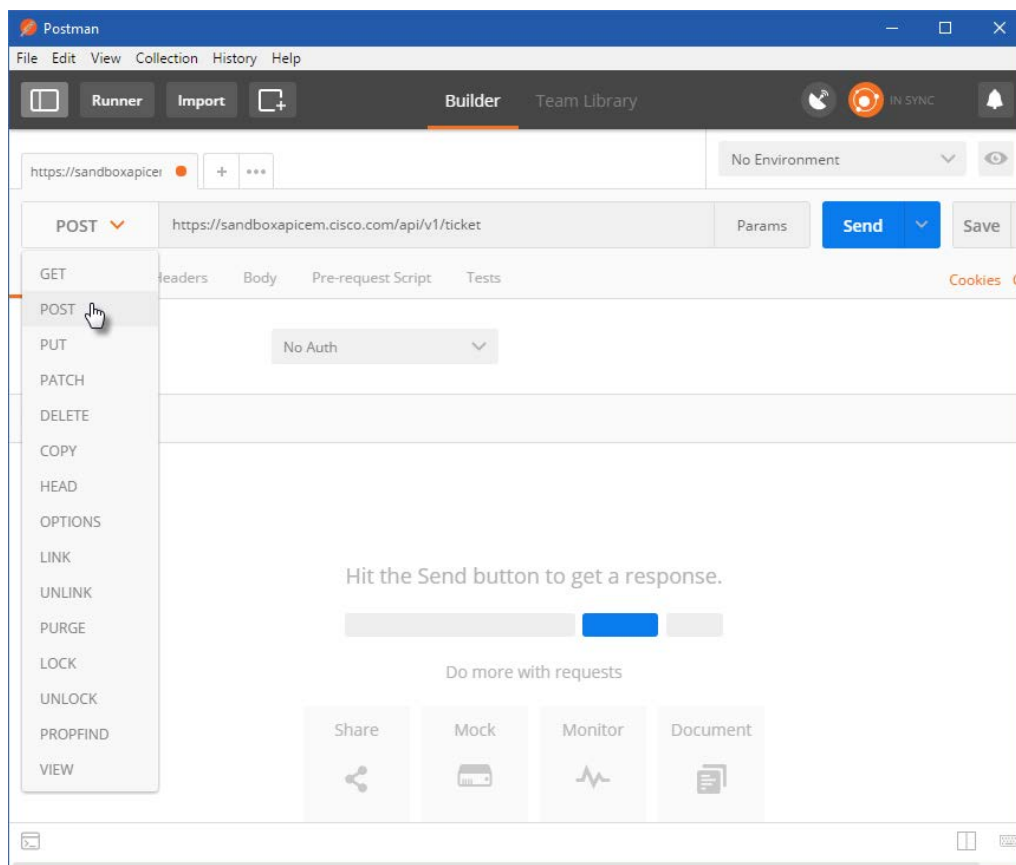 Postman
File Edit View Collection History Help
Runner Import Builder Team Library IN SYNC
https://sandboxapicer + ••• No Environment
POST https://sandboxapicem.cisco.com/api/v1/ticket Params Send Save
GET Headers Body Pre-request Script Tests Cookies
POST
PUT No Auth
PATCH
DELETE
COPY
HEAD
OPTIONS
LINK
Hit the Send button to get a response.
UNLINK
PURGE
LOCK Do more with requests
UNLOCK
PROPFIND Share Mock Monitor Document
VIEW